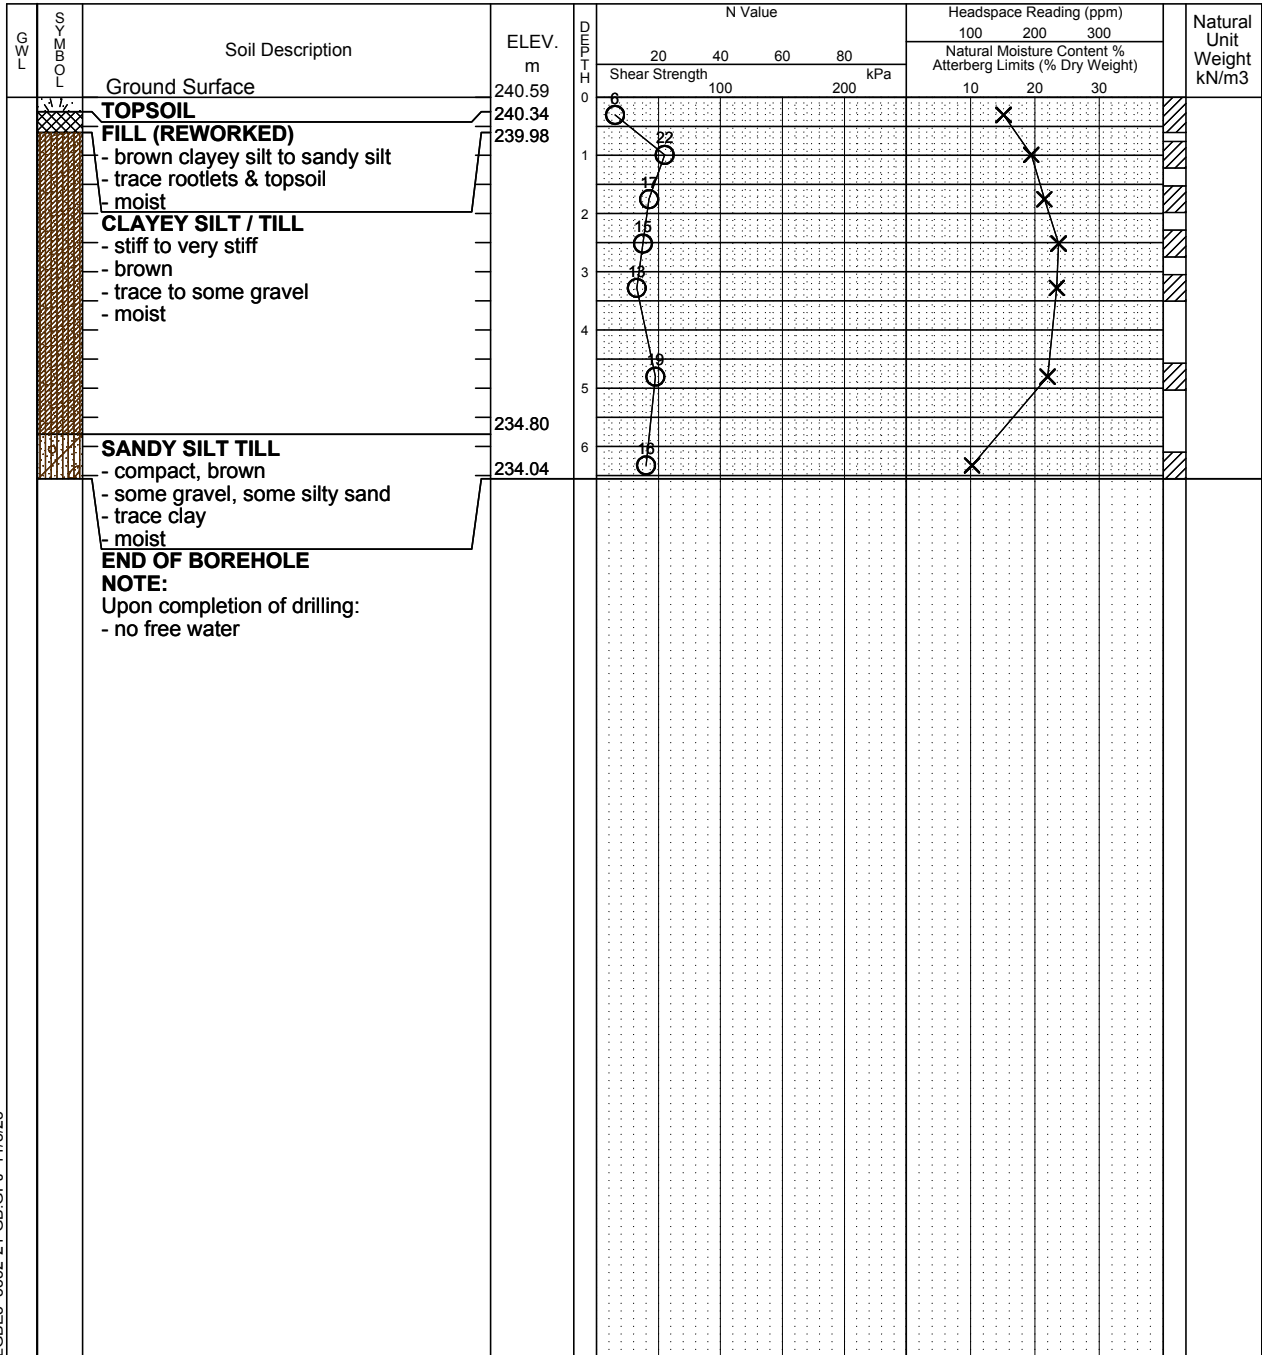 GWL
SYMBOL
Soil Description
Ground Surface
ELEV.
m
240.59
DEPTH
N Value
20 40 60 80
Shear Strength kPa
100 200
Headspace Reading (ppm)
100 200 300
Natural Moisture Content %
Atterberg Limits (% Dry Weight)
10 20 30
Natural
Unit
Weight
kN/m3
0
TOPSOIL
240.34
6
FILL (REWORKED)
239.98
- brown clayey silt to sandy silt
22
1
- trace rootlets & topsoil
17
- moist
2
CLAYEY SILT / TILL
- stiff to very stiff
15
- brown
3
13
- trace to some gravel
- moist
4
19
5
234.80
SANDY SILT TILL
6
16
- compact, brown
234.04
- some gravel, some silty sand
- trace clay
- moist
END OF BOREHOLE
NOTE:
Upon completion of drilling:
- no free water